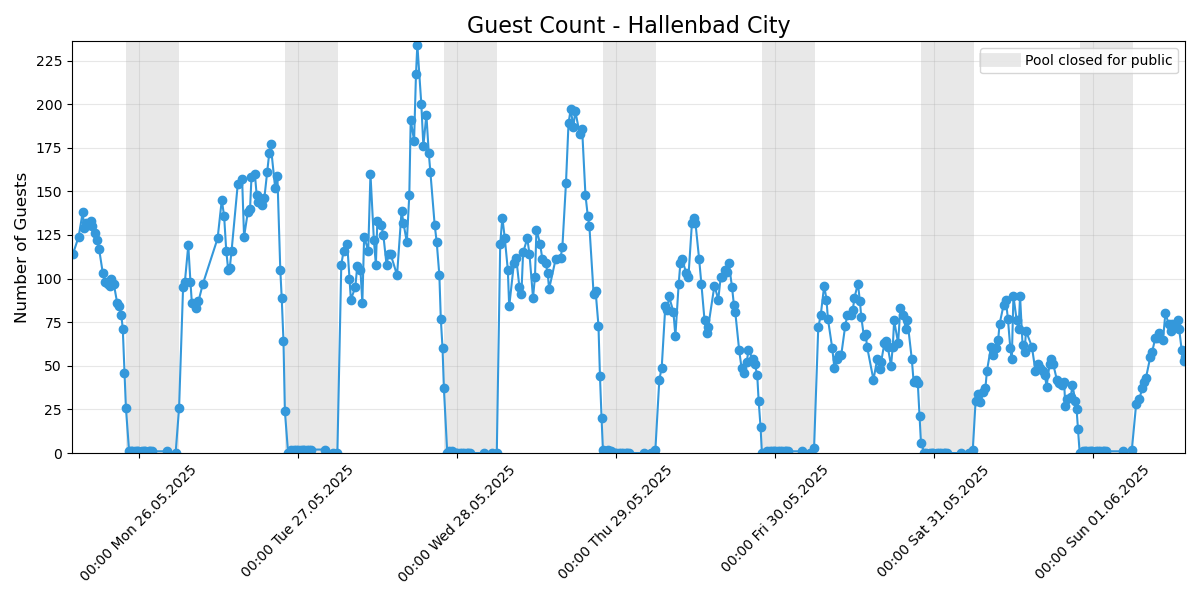 Guest Count - Hallenbad City
Pool closed for public
Number of Guests
225
200
175
150
125
100
75
50
25
0
00:00 Mon 26.05.2025
00:00 Tue 27.05.2025
00:00 Wed 28.05.2025
00:00 Thu 29.05.2025
00:00 Fri 30.05.2025
00:00 Sat 31.05.2025
00:00 Sun 01.06.2025